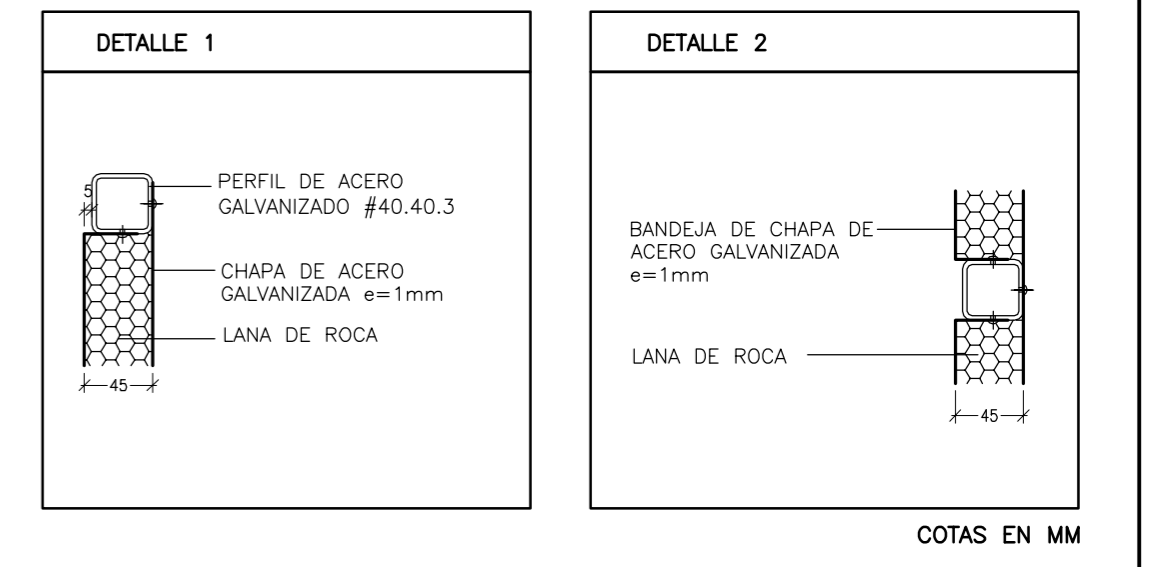 DETALLE 1
5
PERFIL DE ACERO
GALVANIZADO #40.40.3
CHAPA DE ACERO
GALVANIZADA e=1mm
LANA DE ROCA
45
DETALLE 2
BANDEJA DE CHAPA DE
ACERO GALVANIZADA
e=1mm
LANA DE ROCA
45
COTAS EN MM